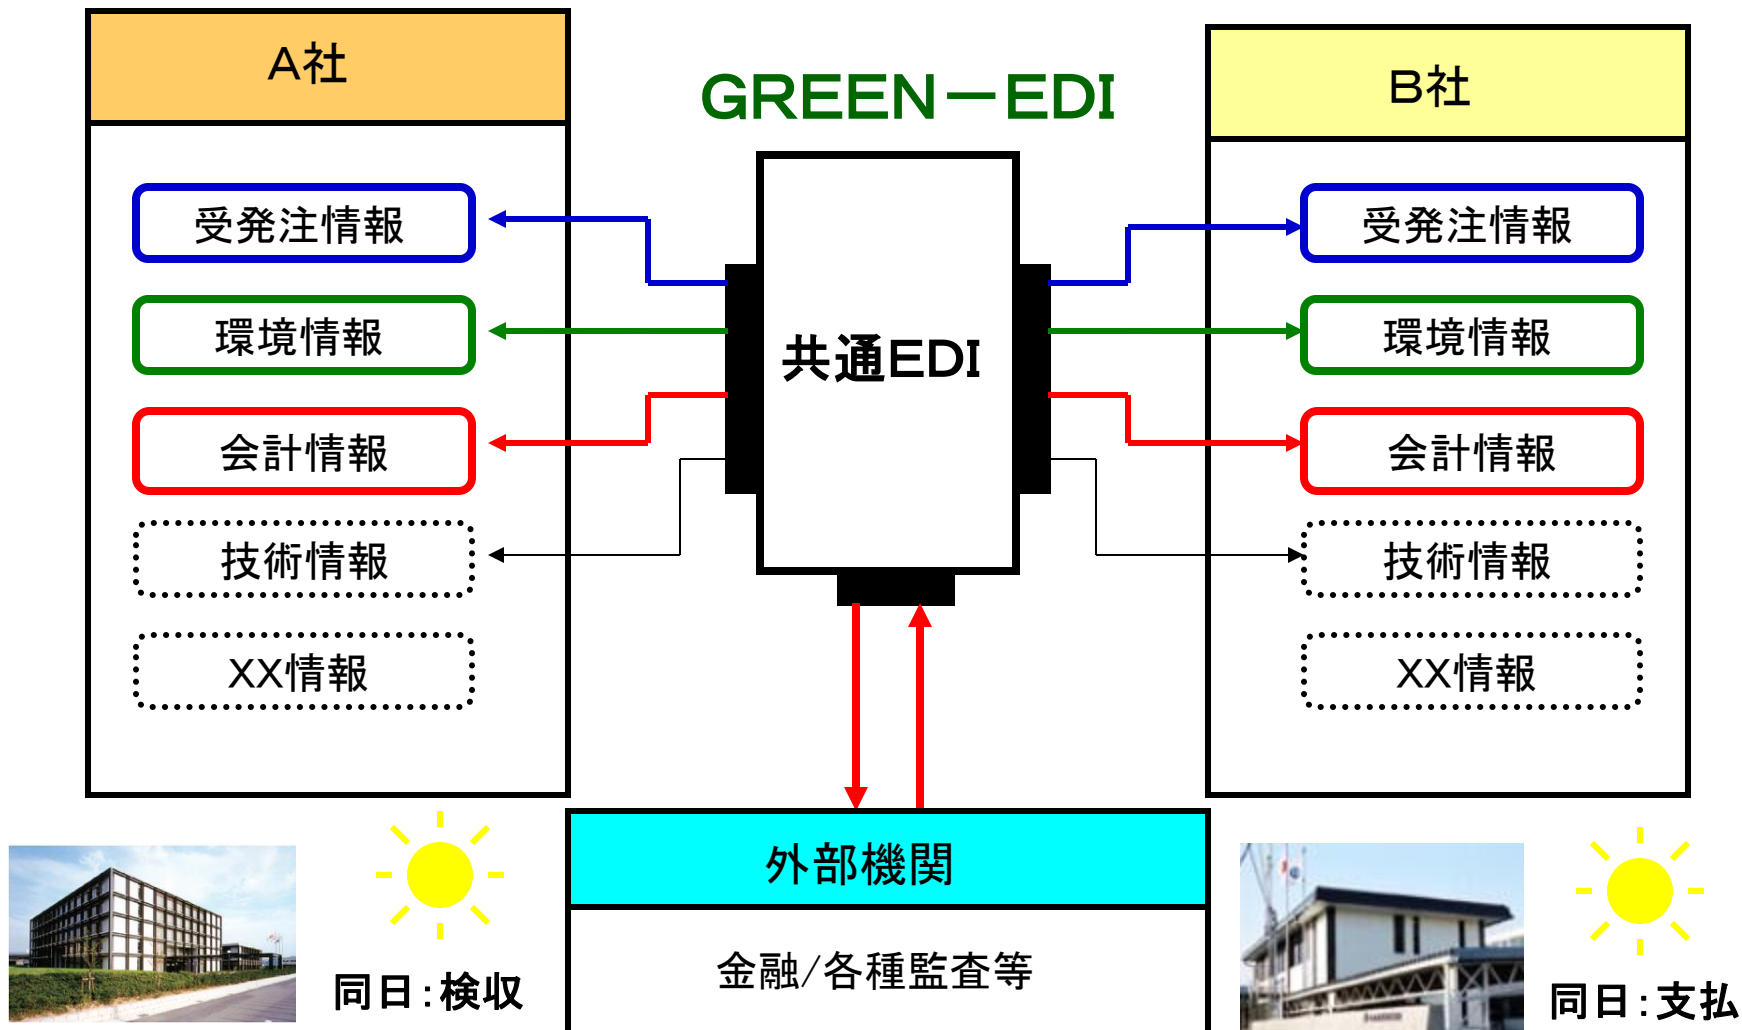 A社
GREEN－EDI
B社
受発注情報
環境情報
会計情報
技術情報
XX情報
共通EDI
受発注情報
環境情報
会計情報
技術情報
XX情報
外部機関
金融/各種監査等
同日：検収
同日：支払